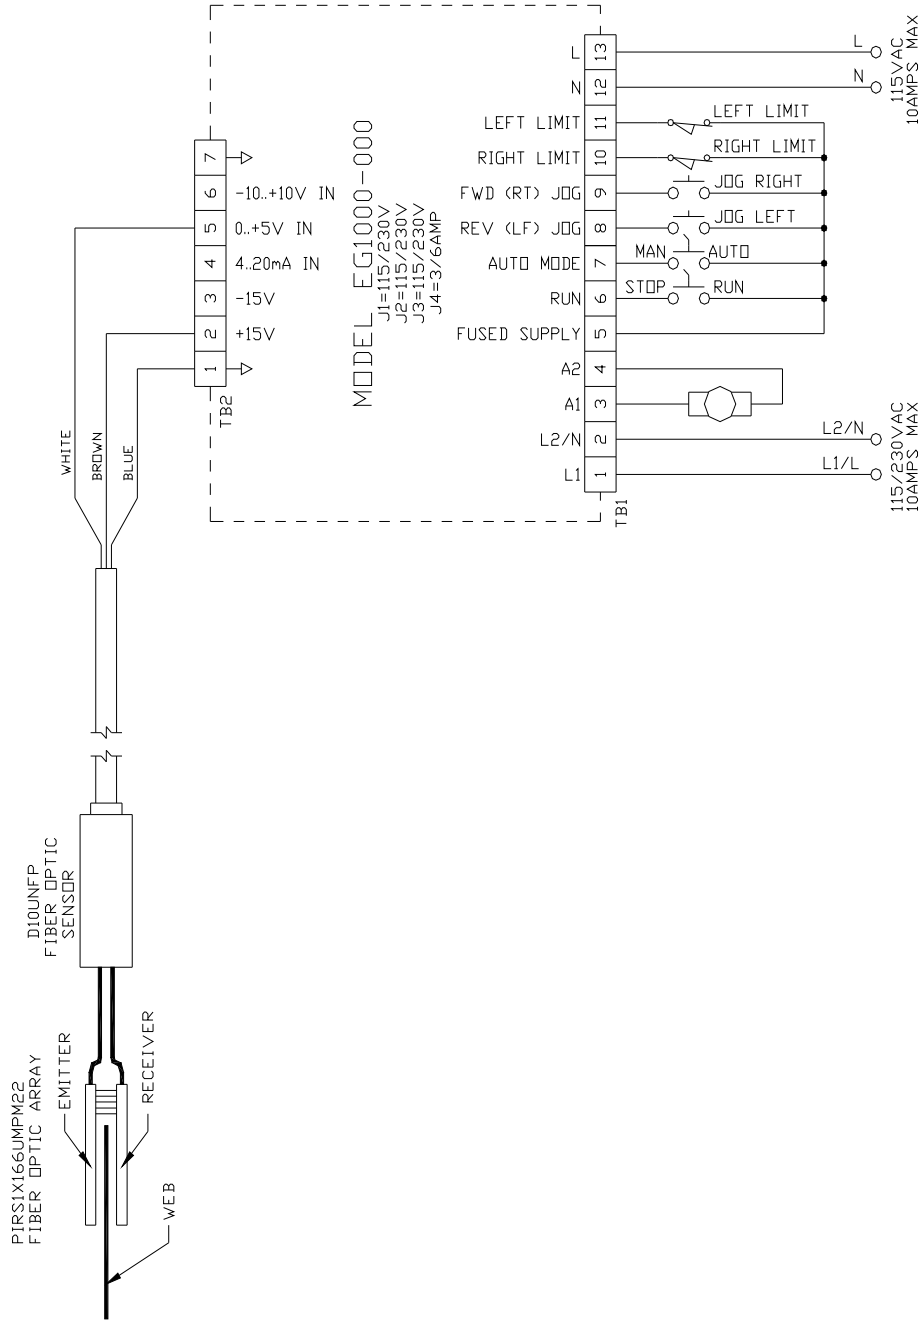 L
115VAC
10AMPS MAX
N
L 13
N 12
LEFT LIMIT 11 LEFT LIMIT
RIGHT LIMIT 10 RIGHT LIMIT
FWD (RT) JOG 9 JOG RIGHT
REV (LF) JOG 8 JOG LEFT
AUTO MODE 7 MAN AUTO
RUN 6 STOP RUN
FUSED SUPPLY 5
A2 4
A1 3
L2/N 2 L2/N
L1 1 L1/L
TB1
115/230VAC
10AMPS MAX
7
6 -10..+10V IN
5 0..+5V IN
4 4..20mA IN
3 -15V
2 +15V
1
TB2
MODEL EG1000-000
J1=115/230V
J2=115/230V
J3=115/230V
J4=3/6AMP
WHITE
BROWN
BLUE
D10UNFP
FIBER OPTIC
SENSOR
PIRS1X166UMPM22
FIBER OPTIC ARRAY
EMITTER
RECEIVER
WEB